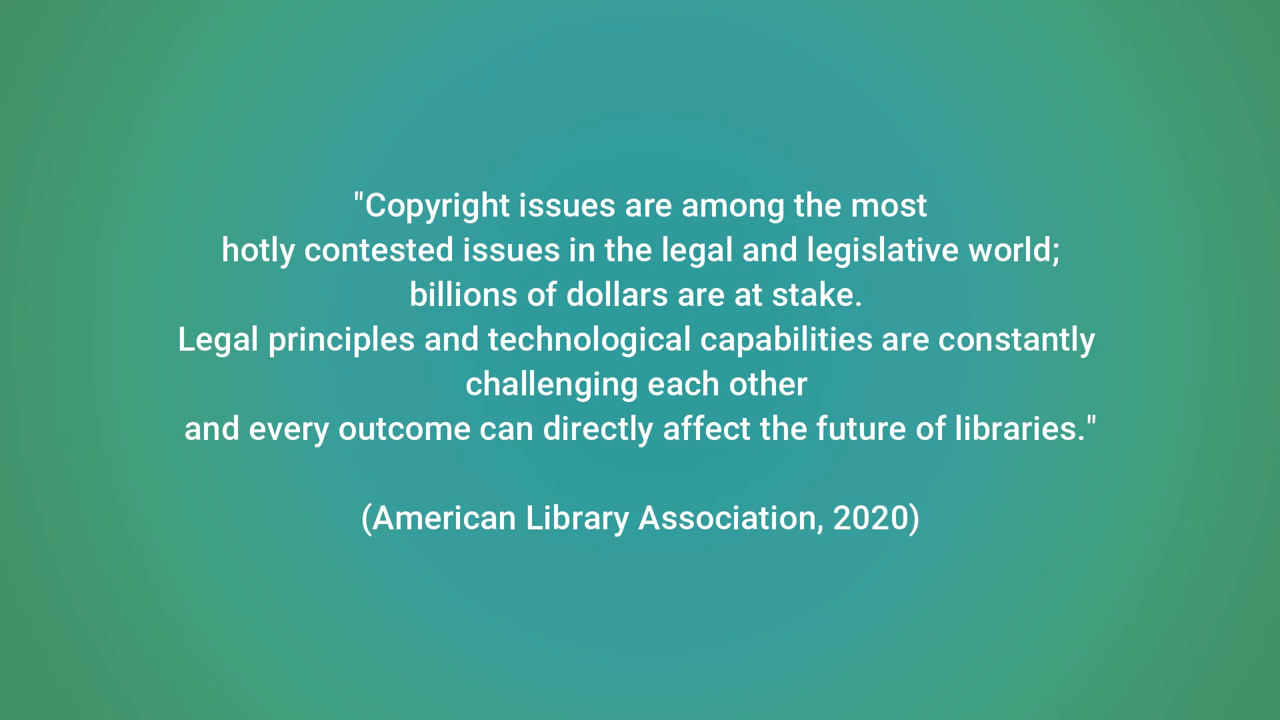 "Copyright issues are among the most
hotly contested issues in the legal and legislative world;
billions of dollars are at stake.
Legal principles and technological capabilities are constantly
challenging each other
and every outcome can directly affect the future of libraries."
(American Library Association, 2020)